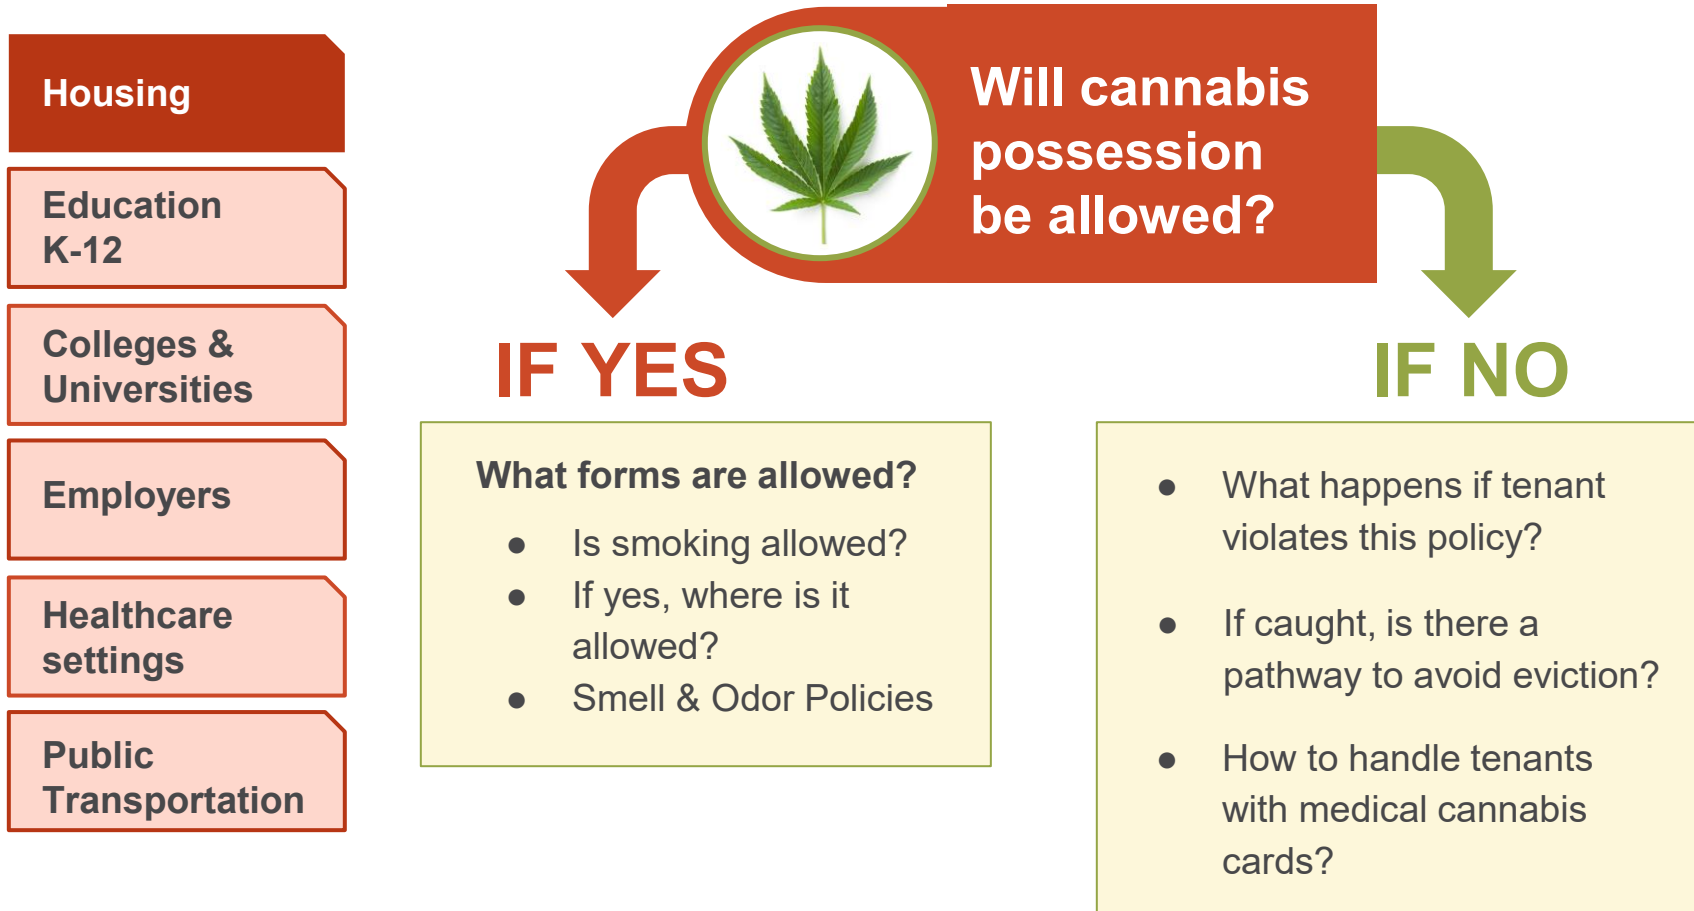 Housing
Education
K-12
Colleges &
Universities
Employers
Healthcare
settings
Public
Transportation
Will cannabis
possession
be allowed?
IF YES
What forms are allowed?
● Is smoking allowed?
● If yes, where is it
allowed?
● Smell & Odor Policies
IF NO
● What happens if tenant
violates this policy?
● If caught, is there a
pathway to avoid eviction?
● How to handle tenants
with medical cannabis
cards?